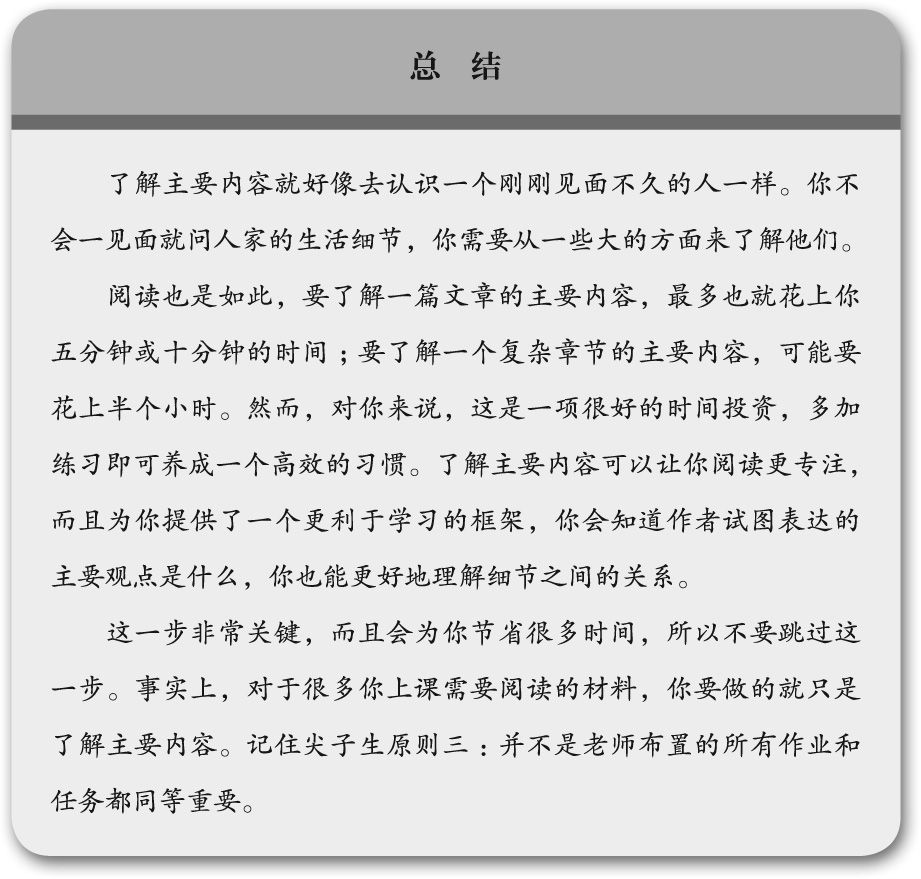 总 结
了解主要内容就好像去认识一个刚刚见面不久的人一样。你不
会一见面就问人家的生活细节，你需要从一些大的方面来了解他们。
阅读也是如此，要了解一篇文章的主要内容，最多也就花上你
五分钟或十分钟的时间；要了解一个复杂章节的主要内容，可能要
花上半个小时。然而，对你来说，这是一项很好的时间投资，多加
练习即可养成一个高效的习惯。了解主要内容可以让你阅读更专注，
而且为你提供了一个更利于学习的框架，你会知道作者试图表达的
主要观点是什么，你也能更好地理解细节之间的关系。
这一步非常关键，而且会为你节省很多时间，所以不要跳过这
一步。事实上，对于很多你上课需要阅读的材料，你要做的就只是
了解主要内容。记住尖子生原则三：并不是老师布置的所有作业和
任务都同等重要。